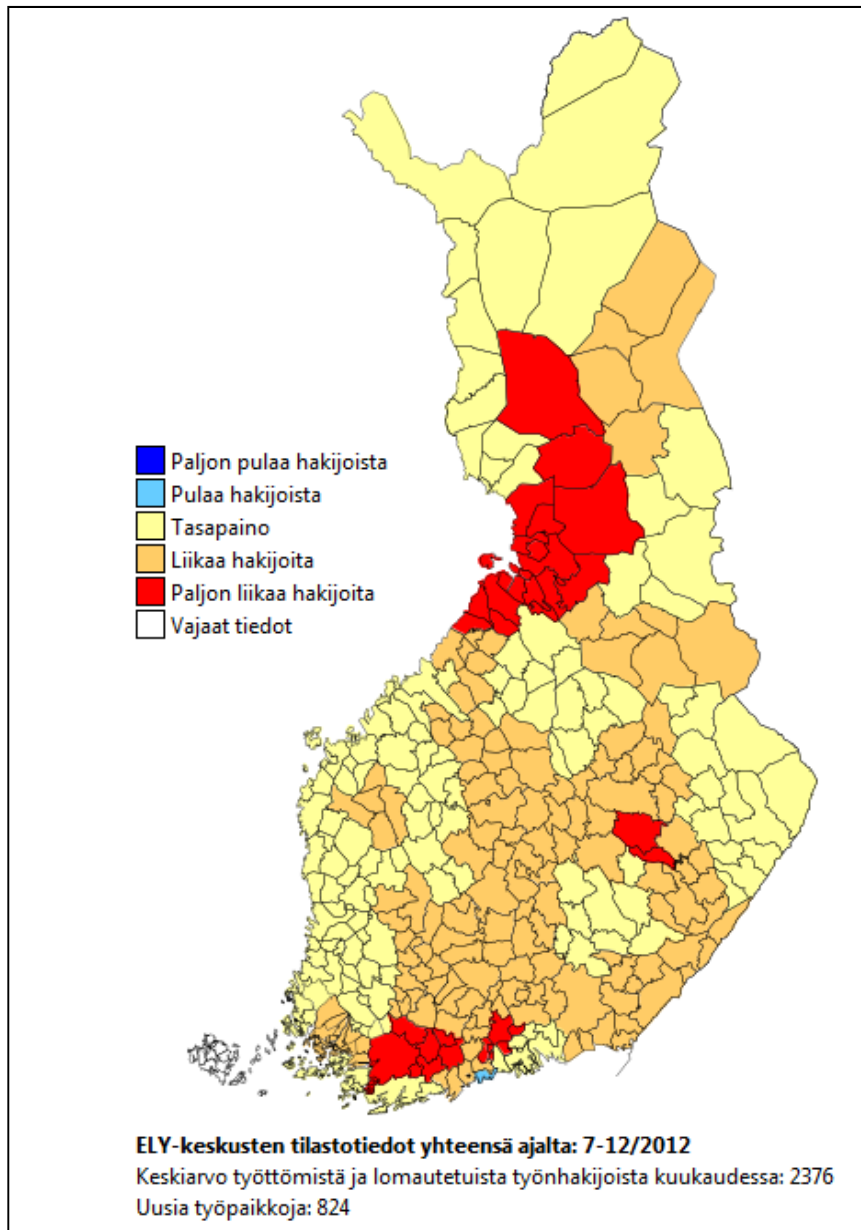 Paljon pulaa hakijoista
Pulaa hakijoista
Tasapaino
Liikaa hakijoita
Paljon liikaa hakijoita
Vajaat tiedot
ELY-keskusten tilastotiedot yhteensä ajalta: 7-12/2012
Keskiarvo työttömistä ja lomautetuista työnhakijoista kuukaudessa: 2376
Uusia työpaikkoja: 824